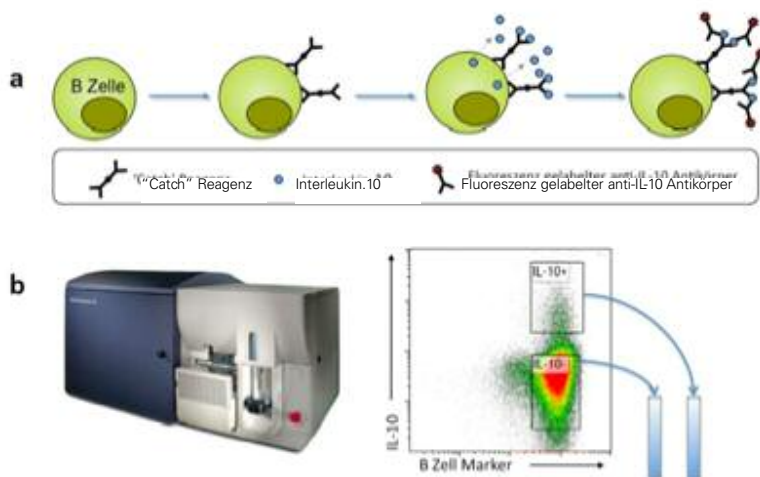 a
B Zelle
“Catch” Reagenz
Interleukin.10
Fluoreszenz gelabelter anti-IL-10 Antikörper
b
IL-10+
IL-10-
IL-10
B Zell Marker